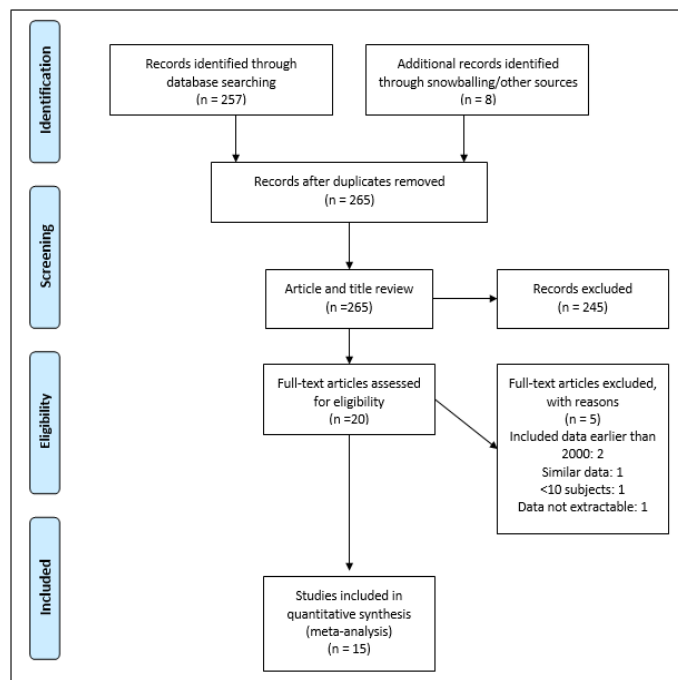 Identification
Records identified through
database searching
(n = 257)
Additional records identified
through snowballing/other sources
(n = 8)
Records after duplicates removed
(n = 265)
Screening
Article and title review
(n =265)
Records excluded
(n = 245)
Eligibility
Full-text articles assessed
for eligibility
(n =20)
Full-text articles excluded,
with reasons
(n = 5)
Included data earlier than
2000: 2
Similar data: 1
<10 subjects: 1
Data not extractable: 1
Included
Studies included in
quantitative synthesis
(meta-analysis)
(n = 15)